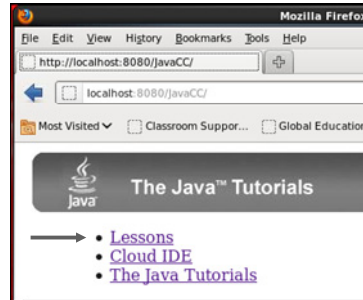 Mozilla Firefox
File Edit View History Bookmarks Tools Help
http://localhost:8080/JavaCC/
localhost:8080/JavaCC/
Most Visited Classroom Suppor... Global Education
Java
The Java™ Tutorials
Lessons
Cloud IDE
The Java Tutorials